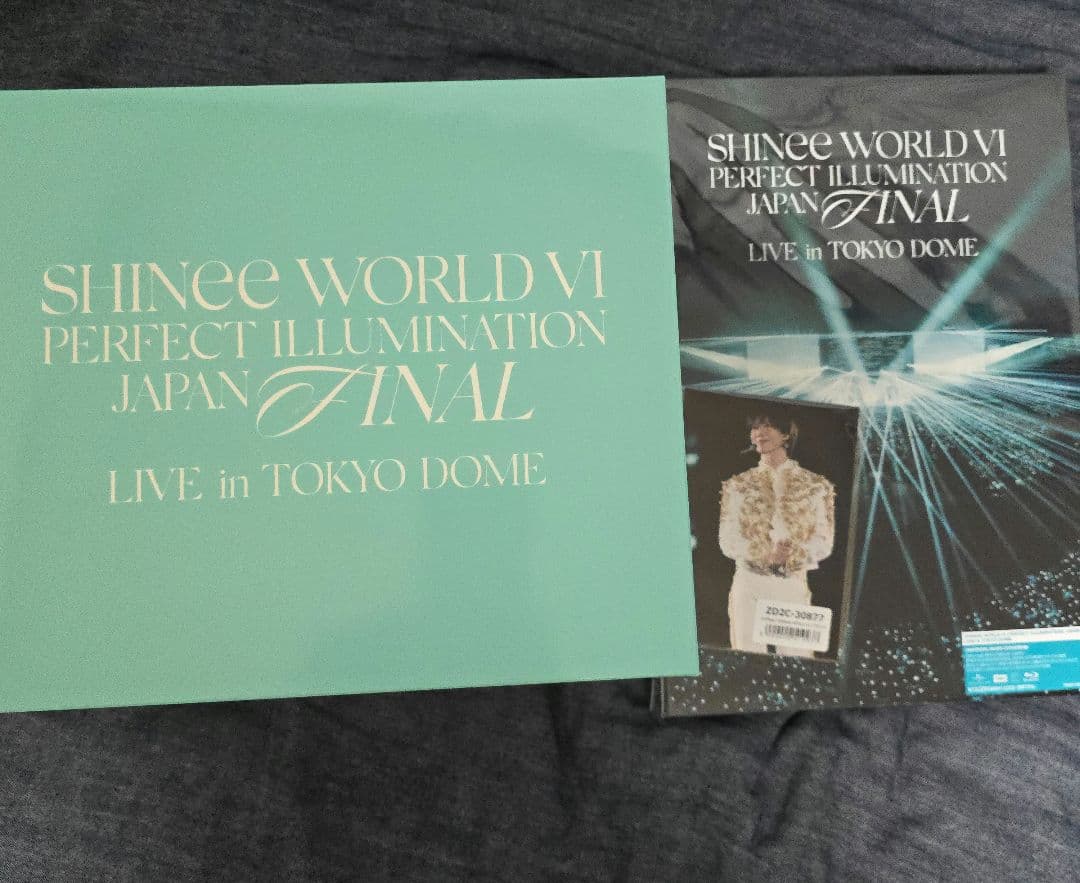 SHINee WORLD VI
PERFECT ILLUMINATION
JAPAN FINAL
LIVE in TOKYO DOME
SHINee WORLD VI
PERFECT ILLUMINATION
JAPAN FINAL
LIVE in TOKYO DOME
ZD2C-30877